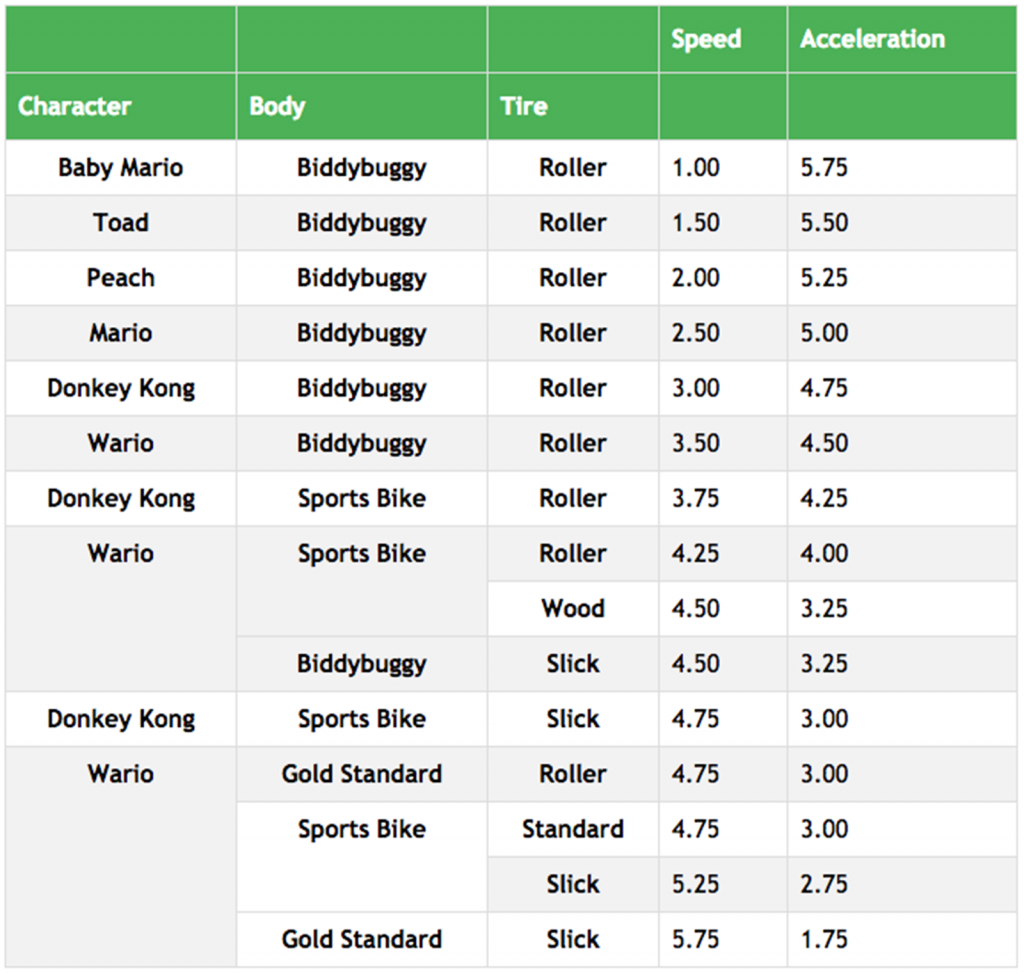 Speed Acceleration
Character Body Tire
Baby Mario Biddybuggy Roller 1.00 5.75
Toad Biddybuggy Roller 1.50 5.50
Peach Biddybuggy Roller 2.00 5.25
Mario Biddybuggy Roller 2.50 5.00
Donkey Kong Biddybuggy Roller 3.00 4.75
Wario Biddybuggy Roller 3.50 4.50
Donkey Kong Sports Bike Roller 3.75 4.25
Wario Sports Bike Roller 4.25 4.00
Wood 4.50 3.25
Biddybuggy Slick 4.50 3.25
Donkey Kong Sports Bike Slick 4.75 3.00
Wario Gold Standard Roller 4.75 3.00
Sports Bike Standard 4.75 3.00
Slick 5.25 2.75
Gold Standard Slick 5.75 1.75